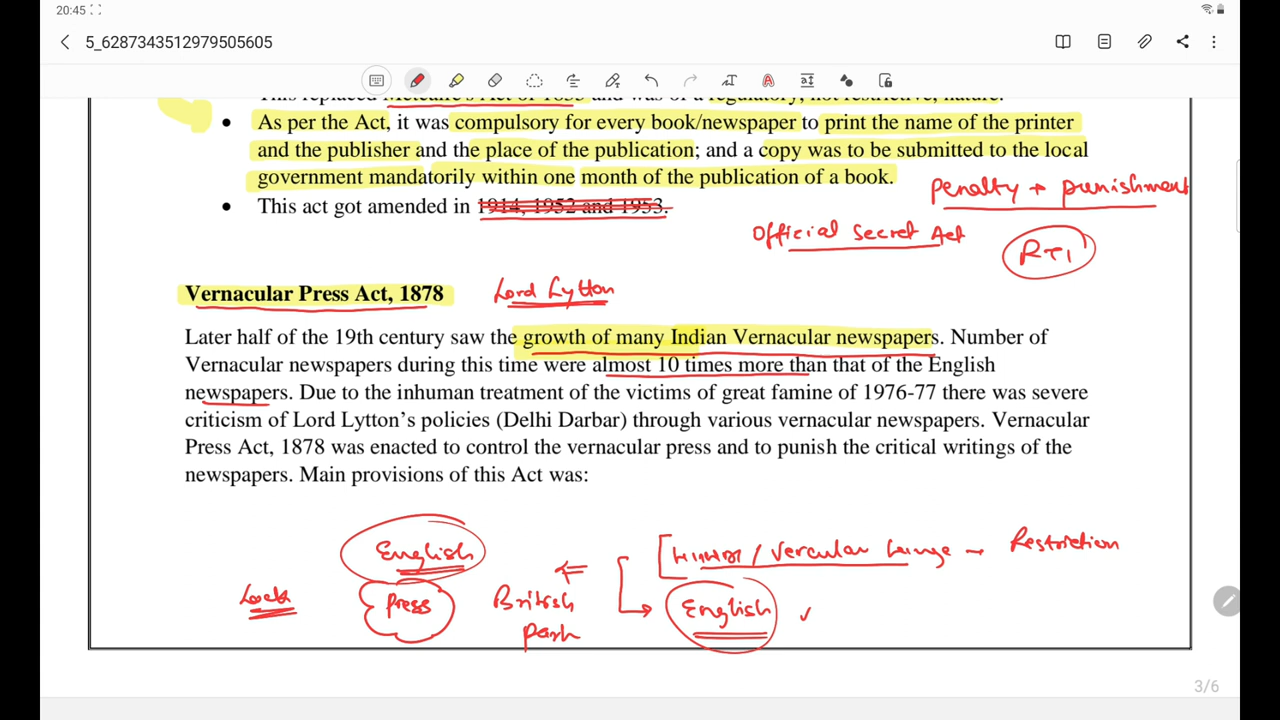 20:45
5_6287343512979505605
This replaced Metcalfe's Act of 1835 and was of a regulatory, not restrictive, nature.
• As per the Act, it was compulsory for every book/newspaper to print the name of the printer
and the publisher and the place of the publication; and a copy was to be submitted to the local
government mandatorily within one month of the publication of a book.
Penalty + punishment
• This act got amended in 1914, 1952 and 1953.
Official Secret Act
RTI
Vernacular Press Act, 1878
Lord Lytton
Later half of the 19th century saw the growth of many Indian Vernacular newspapers. Number of
Vernacular newspapers during this time were almost 10 times more than that of the English
newspapers. Due to the inhuman treatment of the victims of great famine of 1976-77 there was severe
criticism of Lord Lytton's policies (Delhi Darbar) through various vernacular newspapers. Vernacular
Press Act, 1878 was enacted to control the vernacular press and to punish the critical writings of the
newspapers. Main provisions of this Act was:
English
Press
British
English
Restriction
3/6